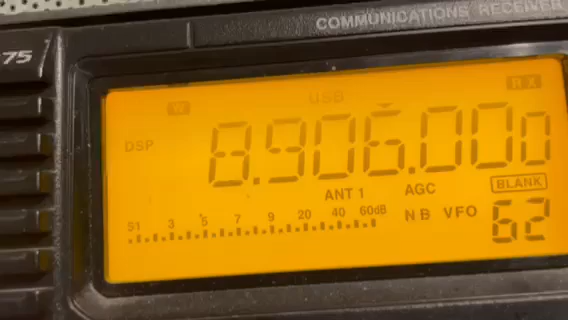 COMMUNICATIONS RECEIVER
75
W USB RX
DSP 8.906.000
ANT 1 AGC BLANK
S1 3 5 7 9 20 40 60dB NB VFO 62